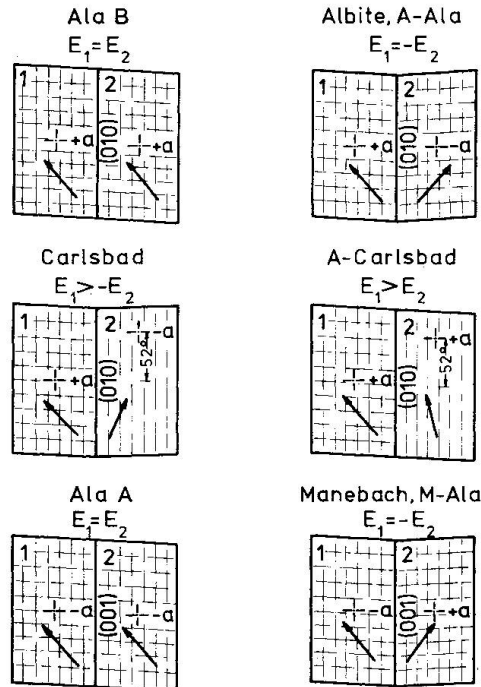 Ala B
E₁=E₂
1
2
(010)
+a
+a
Albite, A-Ala
E₁=-E₂
1
2
(010)
+a
-a
Carlsbad
E₁>-E₂
1
2
(010)
+a
-a
52°
A-Carlsbad
E₁>E₂
1
2
(010)
+a
+a
52°
Ala A
E₁=E₂
1
2
(001)
-a
-a
Manebach, M-Ala
E₁=-E₂
1
2
(001)
-a
+a